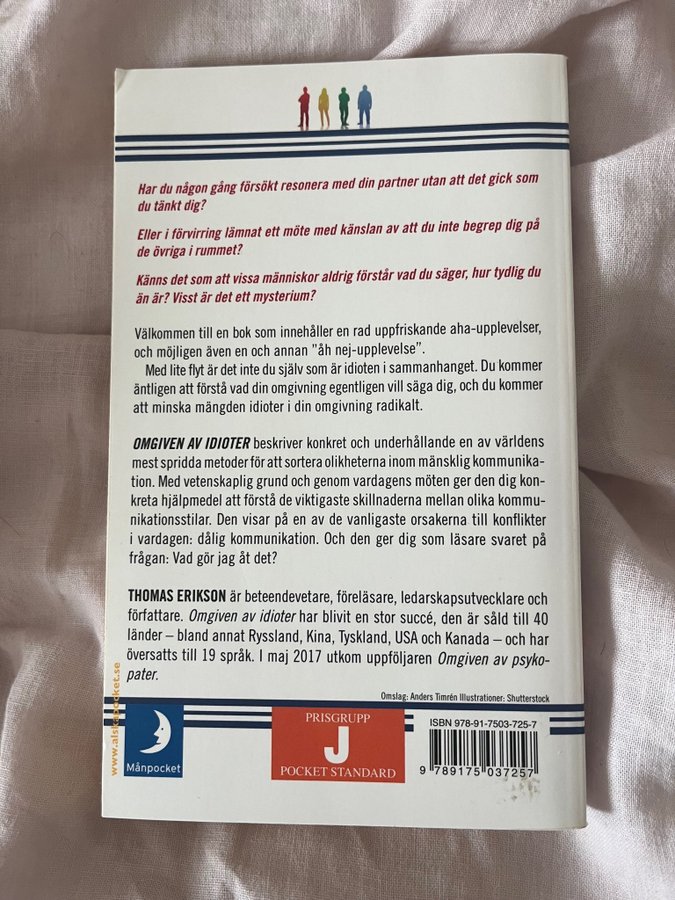 Har du någon gång försökt resonera med din partner utan att det gick som
du tänkt dig?
Eller i förvirring lämnat ett möte med känslan av att du inte begrep dig på
de övriga i rummet?
Känns det som att vissa människor aldrig förstår vad du säger, hur tydlig du
än är? Visst är det ett mysterium?
Välkommen till en bok som innehåller en rad uppfriskande aha-upplevelser,
och möjligen även en och annan "åh nej-upplevelse".
Med lite flyt är det inte du själv som är idioten i sammanhanget. Du kommer
äntligen att förstå vad din omgivning egentligen vill säga dig, och du kommer
att minska mängden idioter i din omgivning radikalt.
OMGIVEN AV IDIOTER beskriver konkret och underhållande en av världens
mest spridda metoder för att sortera olikheterna inom mänsklig kommunika-
tion. Med vetenskaplig grund och genom vardagens möten ger den dig kon-
kreta hjälpmedel att förstå de viktigaste skillnaderna mellan olika kommu-
nikationsstilar. Den visar på en av de vanligaste orsakerna till konflikter
i vardagen: dålig kommunikation. Och den ger dig som läsare svaret på
frågan: Vad gör jag åt det?
THOMAS ERIKSON är beteendevetare, föreläsare, ledarskapsutvecklare och
författare. Omgiven av idioter har blivit en stor succé, den är såld till 40
länder – bland annat Ryssland, Kina, Tyskland, USA och Kanada – och har
översatts till 19 språk. I maj 2017 utkom uppföljaren Omgiven av psyko-
pater.
Omslag: Anders Timrén Illustrationer: Shutterstock
www.alskapocket.se
Månpocket
PRISGRUPP
J
POCKET STANDARD
ISBN 978-91-7503-725-7
9 789175 037257